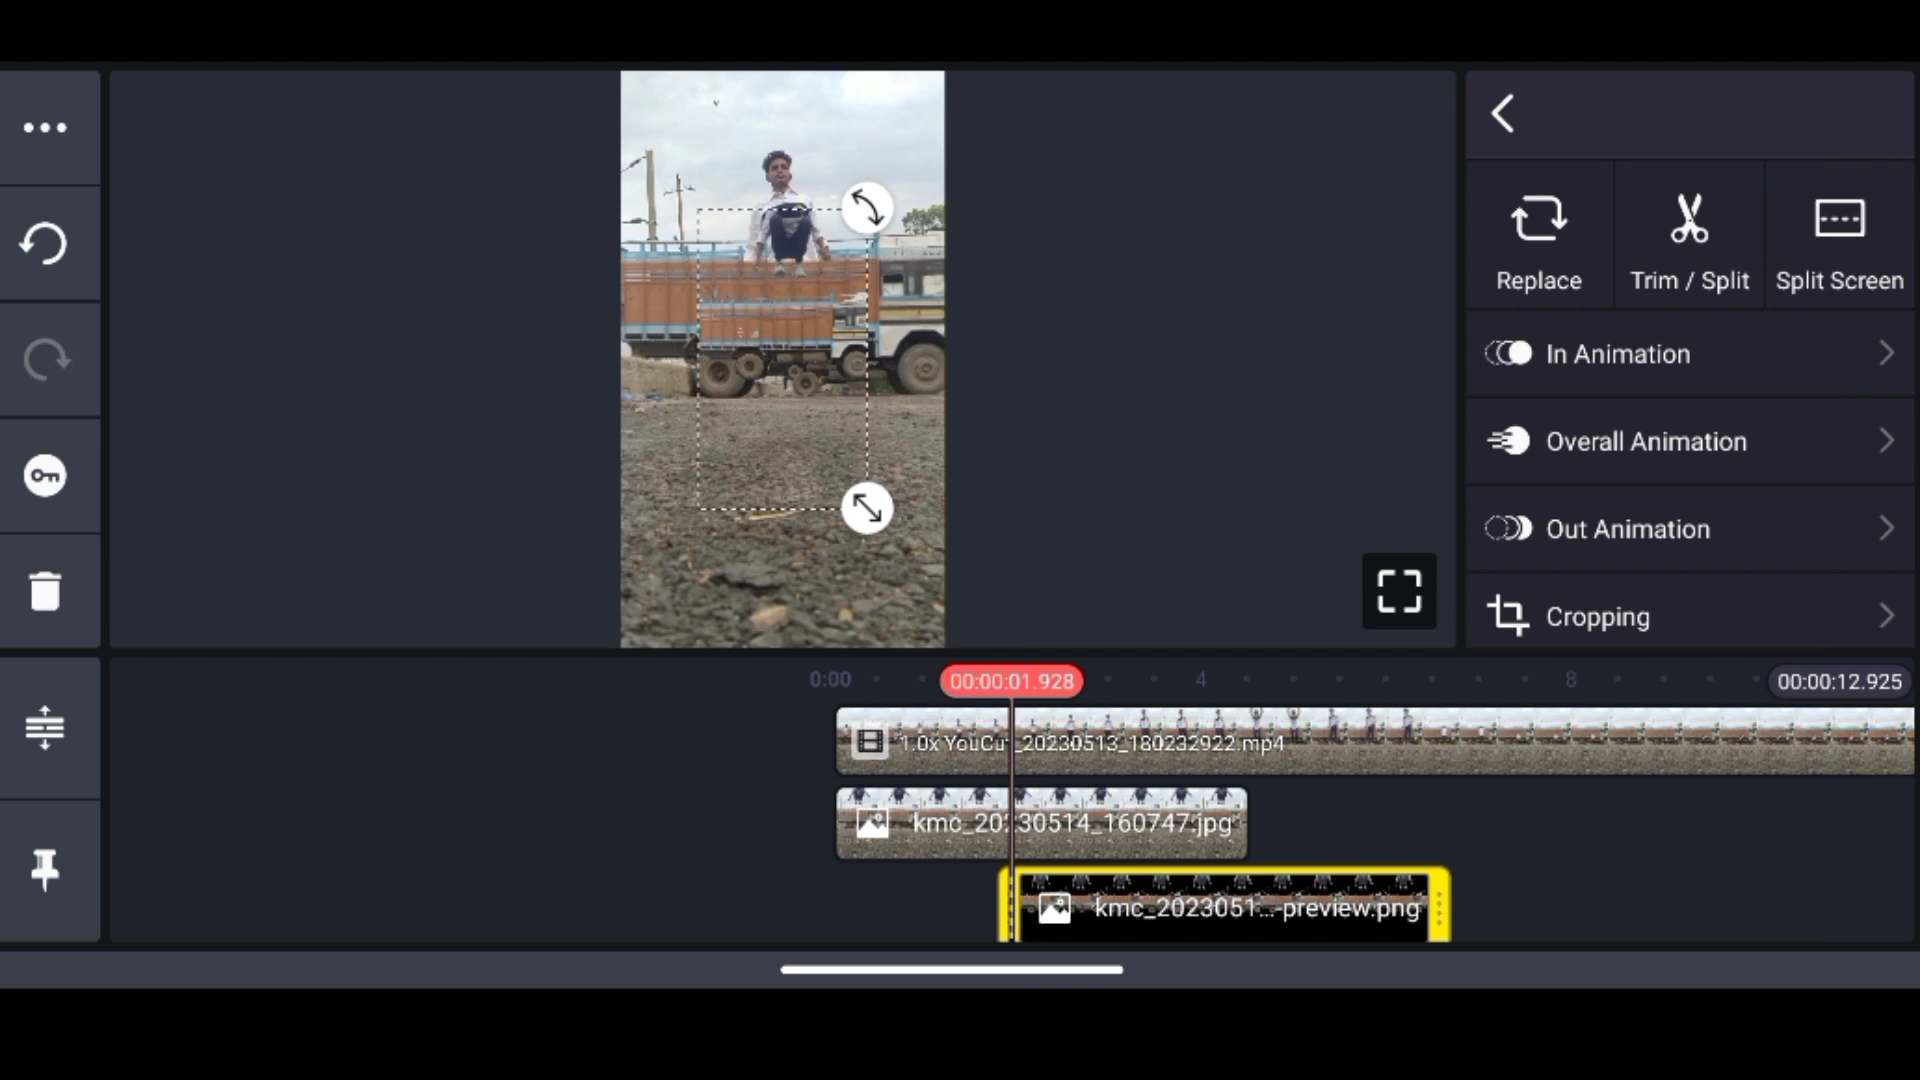 Replace
Trim / Split
Split Screen
In Animation
Overall Animation
Out Animation
Cropping
0:00
00:00:01.928
4
8
00:00:12.925
1.0x YouCut_20230513_180232922.mp4
kmc_20230514_160747.jpg
kmc_2023051...-preview.png